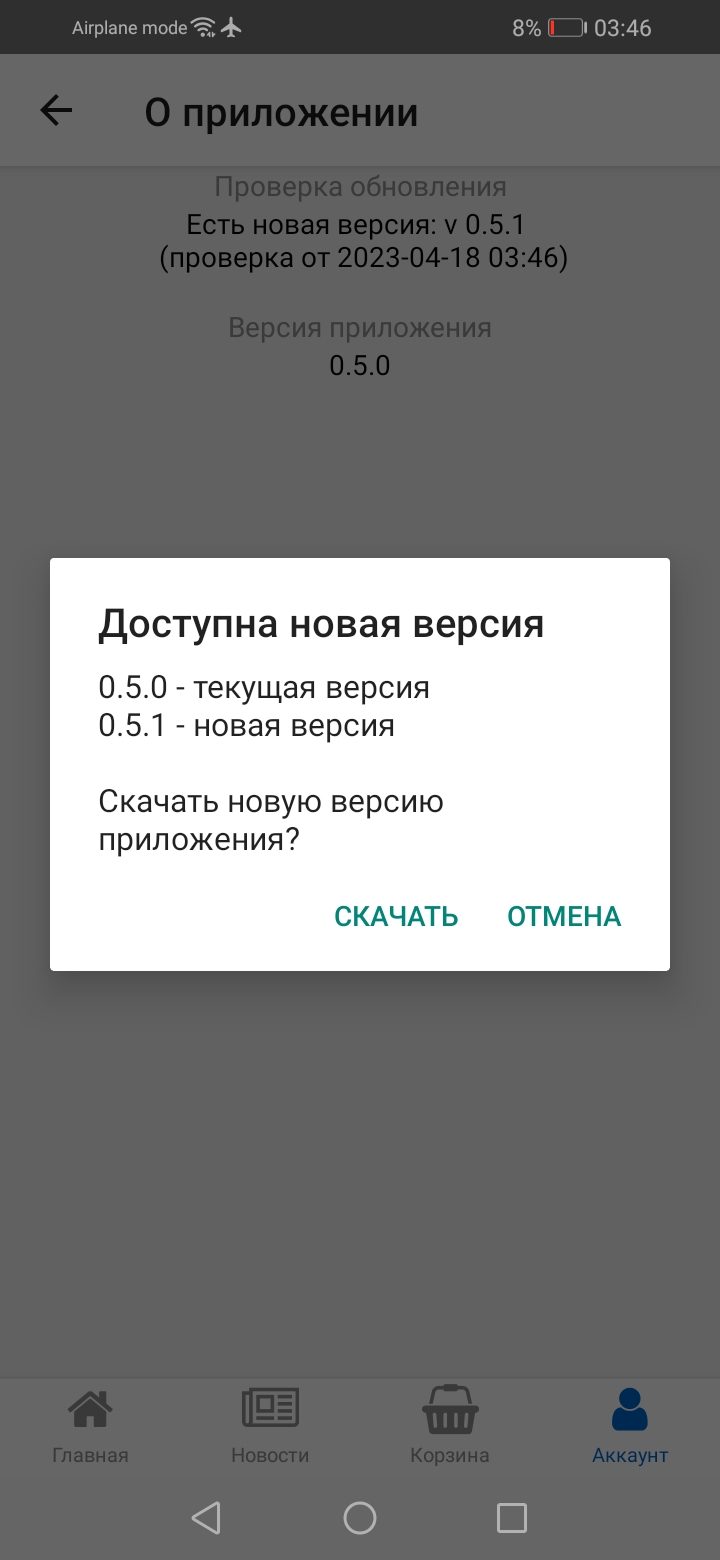 Airplane mode 8% 03:46
О приложении
Проверка обновления
Есть новая версия: v 0.5.1
(проверка от 2023-04-18 03:46)
Версия приложения
0.5.0
Доступна новая версия
0.5.0 - текущая версия
0.5.1 - новая версия
Скачать новую версию
приложения?
СКАЧАТЬ ОТМЕНА
Главная Новости Корзина Аккаунт